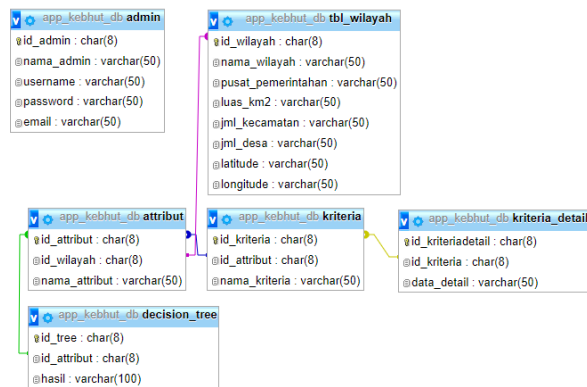 app_kebhut_db admin
id_admin : char(8)
nama_admin : varchar(50)
username : varchar(50)
password : varchar(50)
email : varchar(50)
app_kebhut_db tbl_wilayah
id_wilayah : char(8)
nama_wilayah : varchar(50)
pusat_pemerintahan : varchar(50)
luas_km2 : varchar(50)
jml_kecamatan : varchar(50)
jml_desa : varchar(50)
latitude : varchar(50)
longitude : varchar(50)
app_kebhut_db attribut
id_attribut : char(8)
id_wilayah : char(8)
nama_attribut : varchar(50)
app_kebhut_db kriteria
id_kriteria : char(8)
id_attribut : char(8)
nama_kriteria : varchar(50)
app_kebhut_db kriteria_detail
id_kriteriadetail : char(8)
id_kriteria : char(8)
data_detail : varchar(50)
app_kebhut_db decision_tree
id_tree : char(8)
id_attribut : char(8)
hasil : varchar(100)